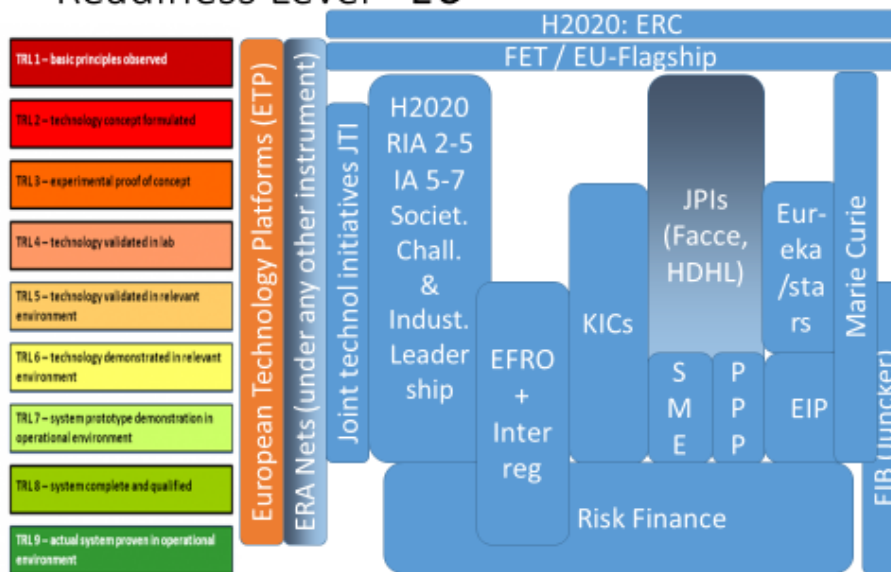 Readiness Level - EU
H2020: ERC
FET / EU-Flagship
TRL 1 – basic principles observed
TRL 2 – technology concept formulated
TRL 3 – experimental proof of concept
TRL 4 – technology validated in lab
TRL 5 – technology validated in relevant
environment
TRL 6 – technology demonstrated in relevant
environment
TRL 7 – system prototype demonstration in
operational environment
TRL 8 – system complete and qualified
TRL 9 – actual system proven in operational
environment
European Technology Platforms (ETP)
ERA Nets (under any other instrument)
Joint technol initiatives JTI
H2020
RIA 2-5
IA 5-7
Societ.
Chall.
&
Indust.
Leader
ship
EFRO
+
Inter
reg
KICs
JPIs
(Facce,
HDHL)
S
M
E
P
P
P
Eur-
eka
/sta
rs
EIP
Marie Curie
EIB (Juncker)
Risk Finance